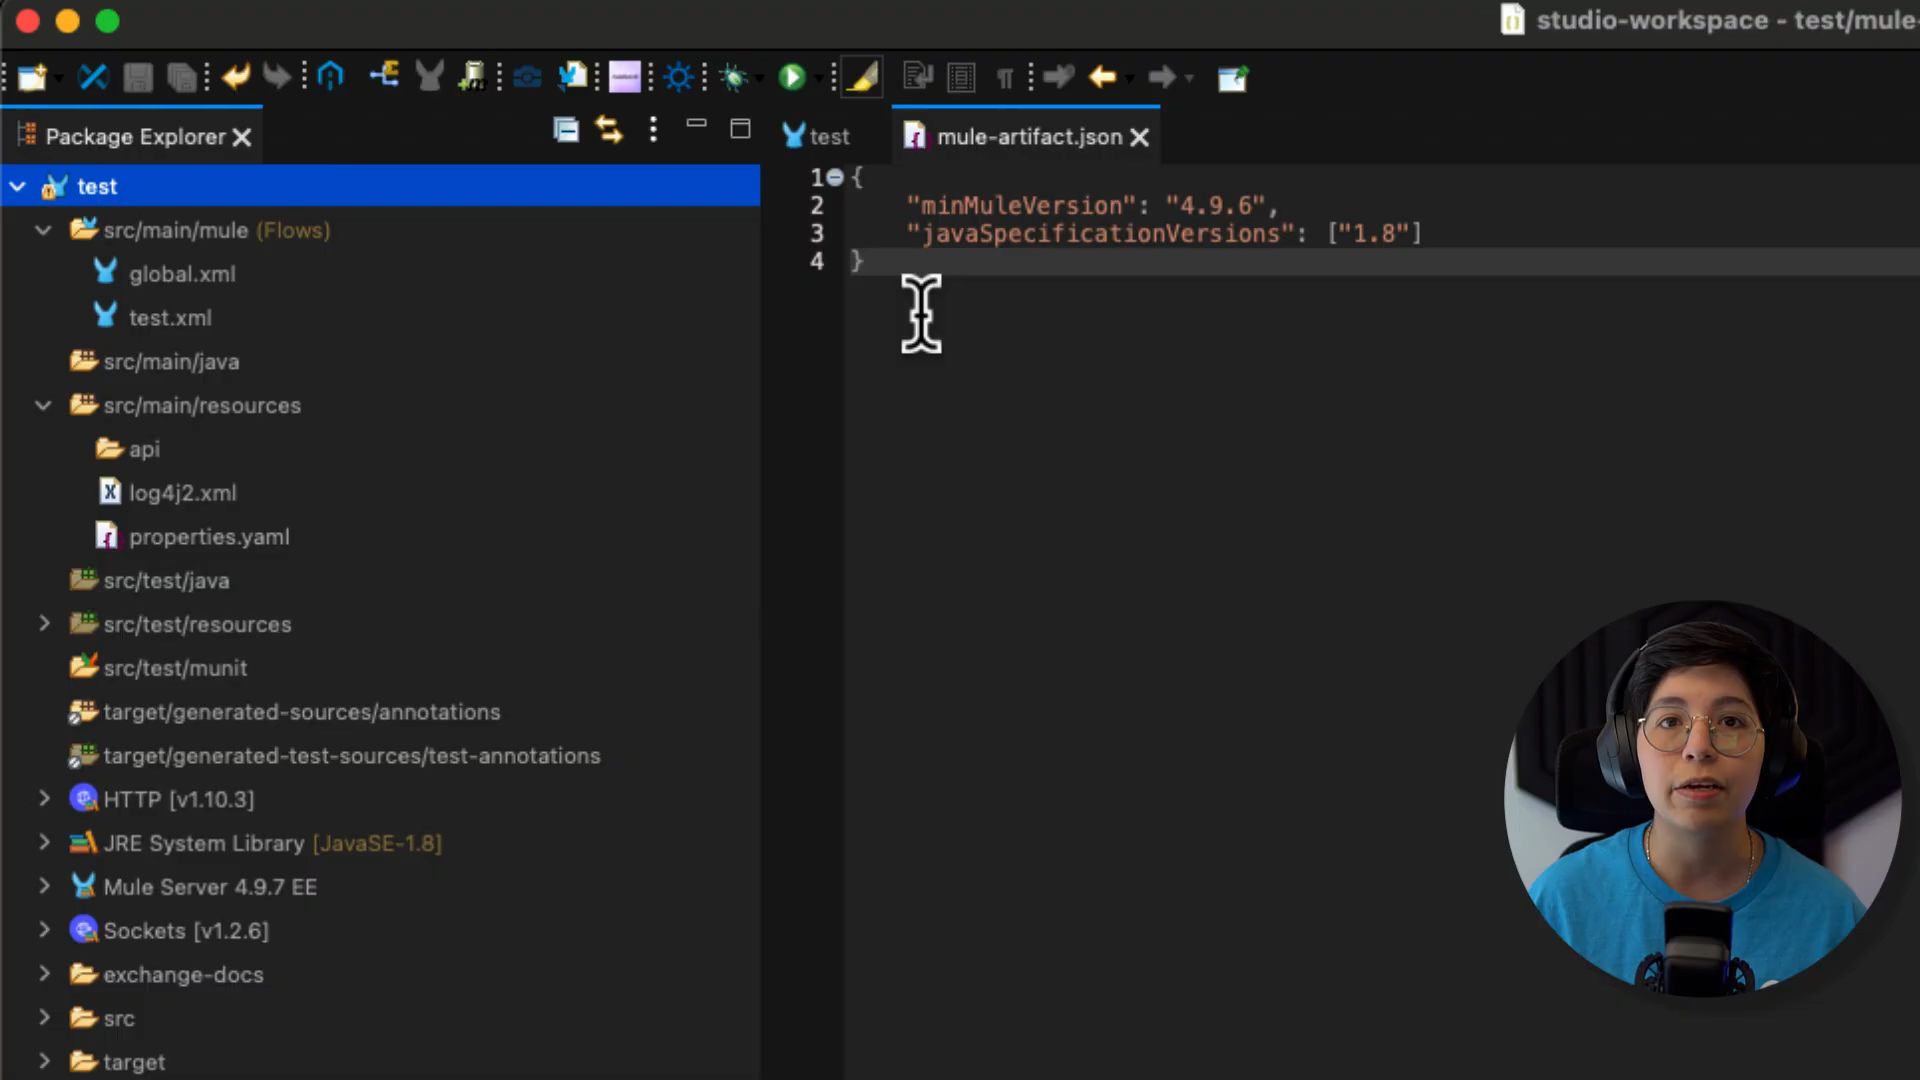 studio-workspace - test/mule-
Package Explorer
test
src/main/mule (Flows)
global.xml
test.xml
src/main/java
src/main/resources
api
log4j2.xml
properties.yaml
src/test/java
src/test/resources
src/test/munit
target/generated-sources/annotations
target/generated-test-sources/test-annotations
HTTP [v1.10.3]
JRE System Library [JavaSE-1.8]
Mule Server 4.9.7 EE
Sockets [v1.2.6]
exchange-docs
src
target
test
mule-artifact.json
1 {
2 "minMuleVersion": "4.9.6",
3 "javaSpecificationVersions": ["1.8"]
4 }